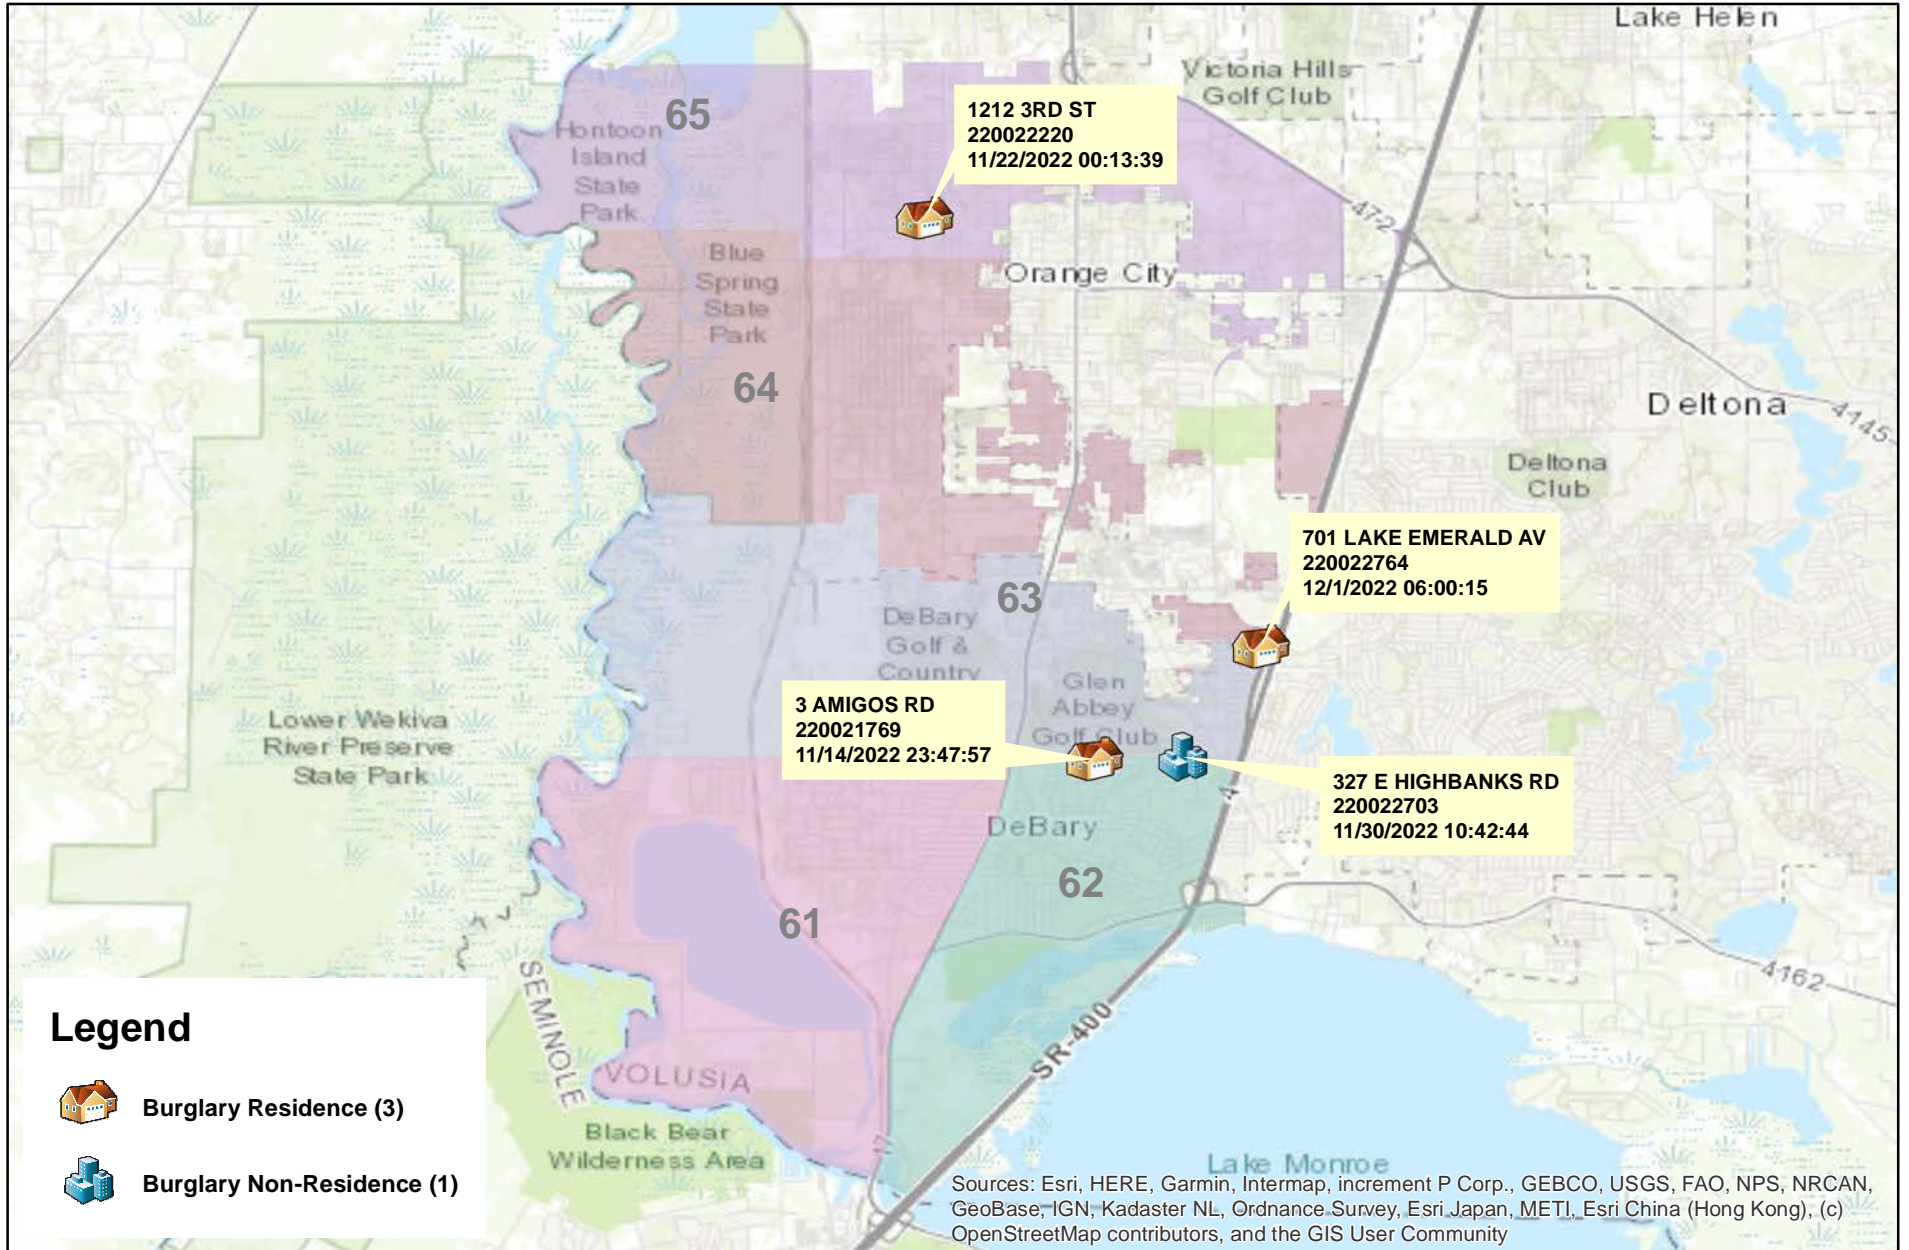 Lake Helen
Victoria Hills
Golf Club
65
1212 3RD ST
220022220
11/22/2022 00:13:39
Hontoon
Island
State
Park
472
Blue
Spring
State
Park
Orange City
64
Deltona
4145
Deltona
Club
701 LAKE EMERALD AV
220022764
12/1/2022 06:00:15
63
DeBary
Golf &
Country
Glen
Abbey
Golf Club
3 AMIGOS RD
220021769
11/14/2022 23:47:57
Lower Wekiva
River Preserve
State Park
327 E HIGHBANKS RD
220022703
11/30/2022 10:42:44
4
DeBary
62
61
4162
SEMINOLE
VOLUSIA
SR-400
17
Black Bear
Wilderness Area
Lake Monroe
Legend
Burglary Residence (3)
Burglary Non-Residence (1)
Sources: Esri, HERE, Garmin, Intermap, increment P Corp., GEBCO, USGS, FAO, NPS, NRCAN,
GeoBase, IGN, Kadaster NL, Ordnance Survey, Esri Japan, METI, Esri China (Hong Kong), (c)
OpenStreetMap contributors, and the GIS User Community